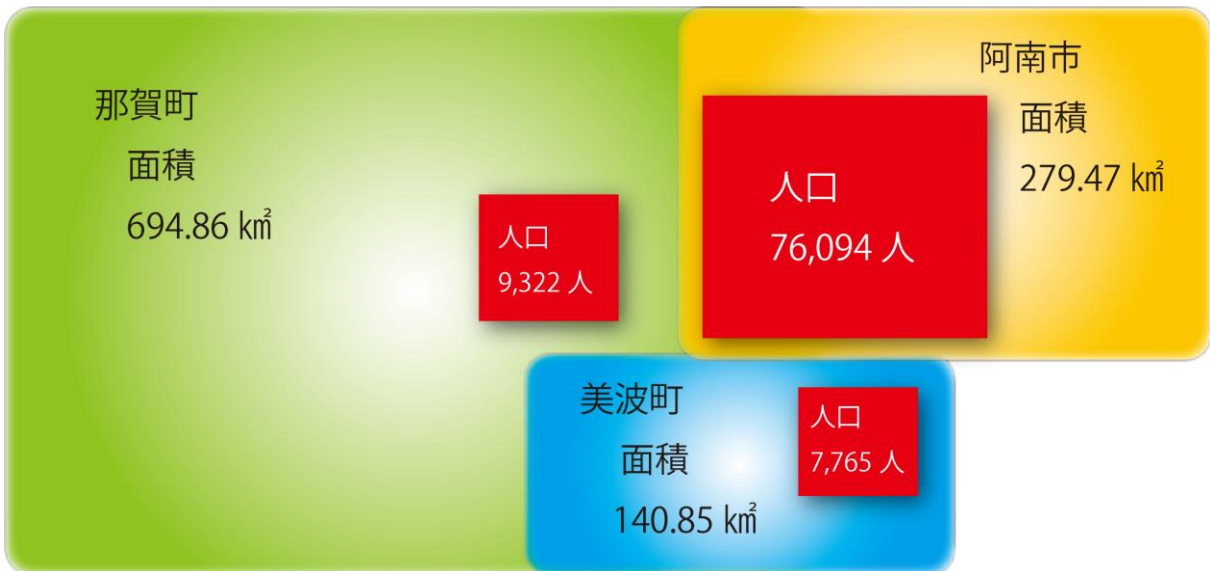 那賀町
面積
694.86 ㎢
人口
9,322 人
阿南市
面積
279.47 ㎢
人口
76,094 人
美波町
面積
140.85 ㎢
人口
7,765 人